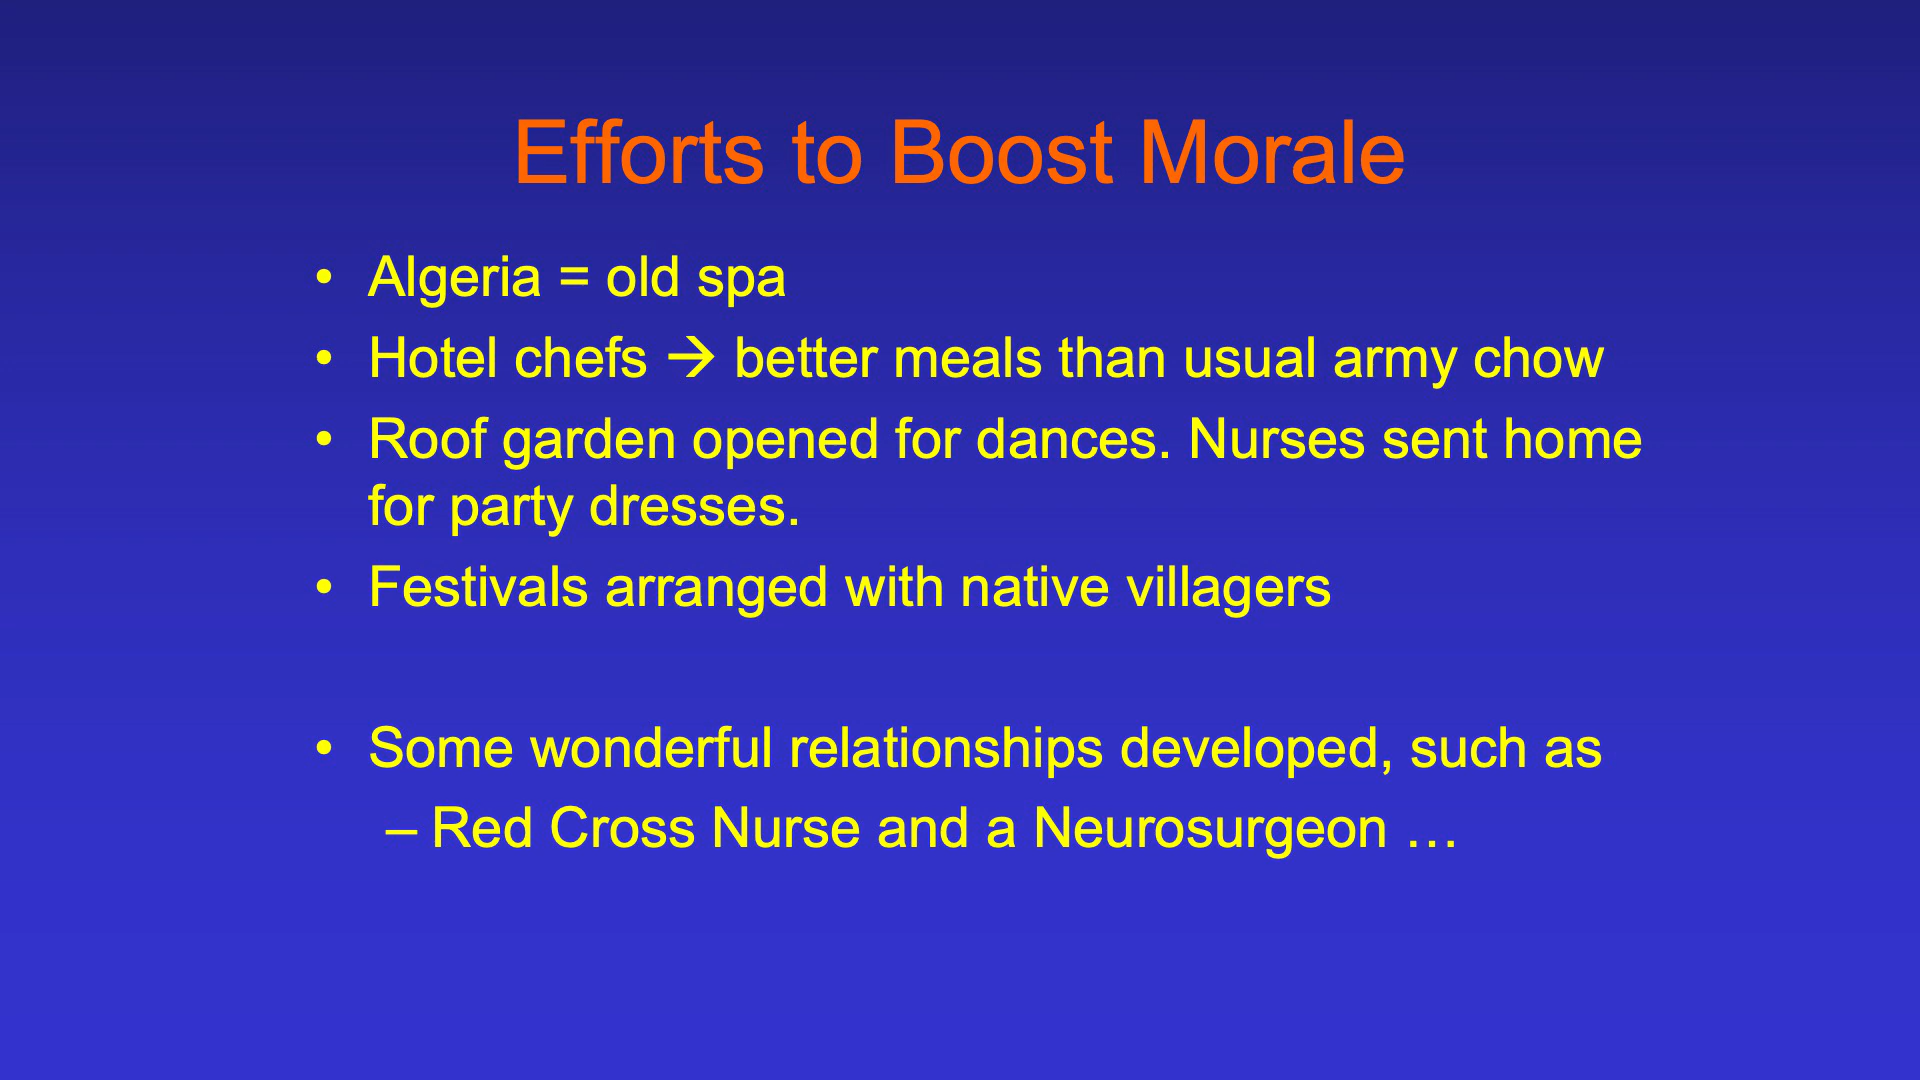 Efforts to Boost Morale
• Algeria = old spa
• Hotel chefs → better meals than usual army chow
• Roof garden opened for dances. Nurses sent home
for party dresses.
• Festivals arranged with native villagers
• Some wonderful relationships developed, such as
– Red Cross Nurse and a Neurosurgeon …